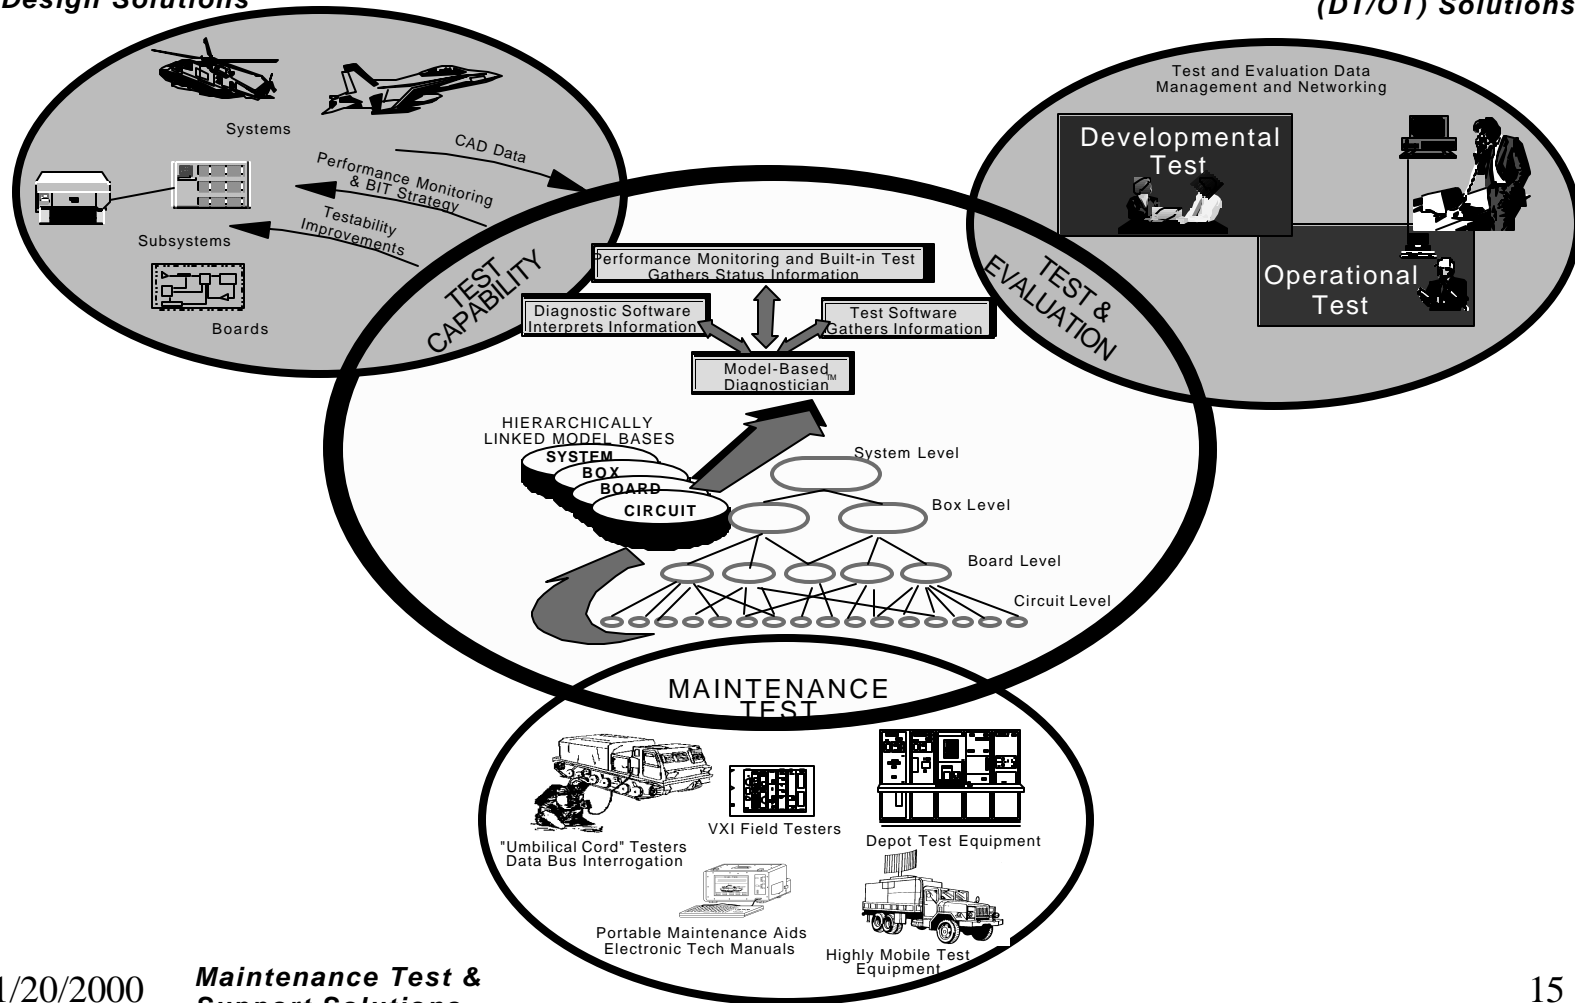 Design Solutions
(DT/OT) Solutions
Systems
CAD Data
Performance Monitoring
& BIT Strategy
Testability
Improvements
Subsystems
Boards
TEST
CAPABILITY
Test and Evaluation Data
Management and Networking
Developmental
Test
Operational
Test
TEST &
EVALUATION
Performance Monitoring and Built-in Test
Gathers Status Information
Diagnostic Software
Interprets Information
Test Software
Gathers Information
Model-Based
Diagnostician
TM
HIERARCHICALLY
LINKED MODEL BASES
SYSTEM
BOX
BOARD
CIRCUIT
System Level
Box Level
Board Level
Circuit Level
MAINTENANCE
TEST
"Umbilical Cord" Testers
Data Bus Interrogation
VXI Field Testers
Depot Test Equipment
Portable Maintenance Aids
Electronic Tech Manuals
Highly Mobile Test
Equipment
1/20/2000
Maintenance Test &
Support Solutions
15